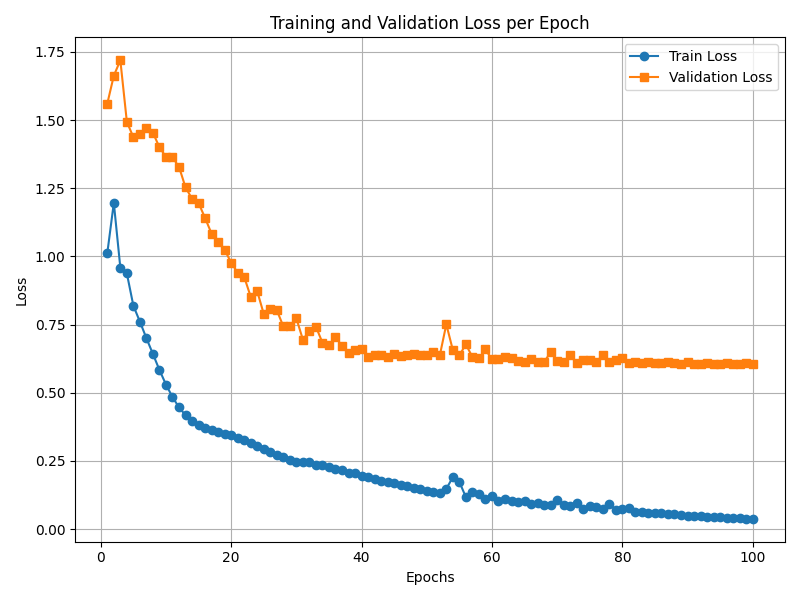 Training and Validation Loss per Epoch
Train Loss
Validation Loss
1.75
1.50
1.25
1.00
0.75
0.50
0.25
0.00
Loss
0 20 40 60 80 100
Epochs